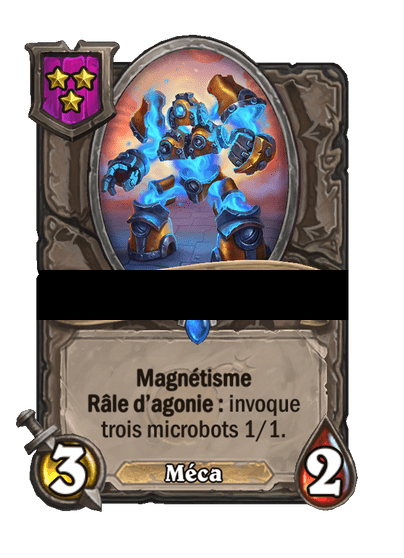 Magnétisme
Râle d’agonie : invoque
trois microbots 1/1.
3
Méca
2